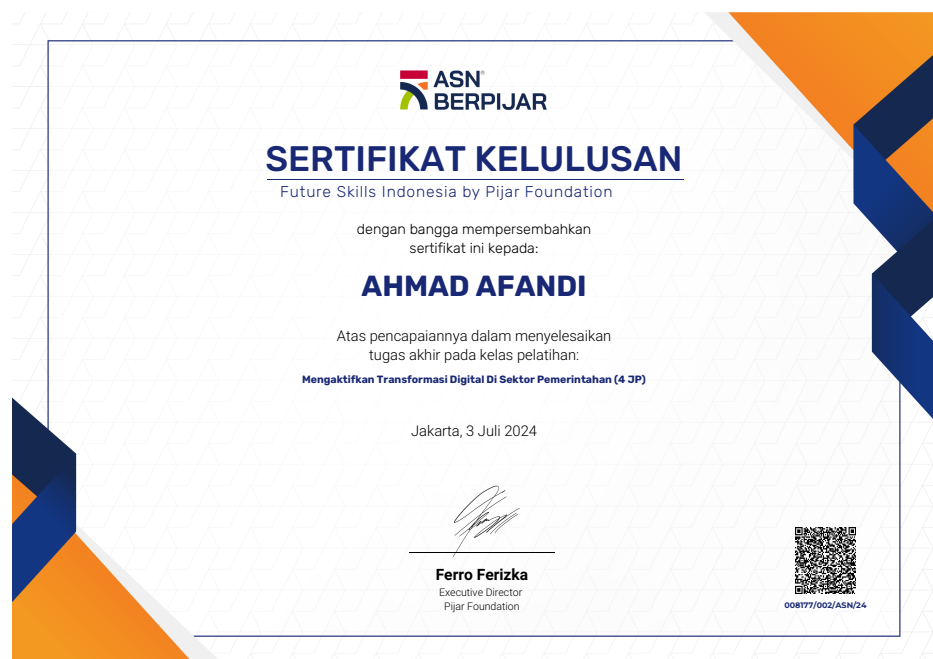 ASN
BERPIJAR
SERTIFIKAT KELULUSAN
Future Skills Indonesia by Pijar Foundation
dengan bangga mempersembahkan
sertifikat ini kepada:
AHMAD AFANDI
Atas pencapaiannya dalam menyelesaikan
tugas akhir pada kelas pelatihan:
Mengaktifkan Transformasi Digital Di Sektor Pemerintahan (4 JP)
Jakarta, 3 Juli 2024
Ferro Ferizka
Executive Director
Pijar Foundation
008177/002/ASN/24